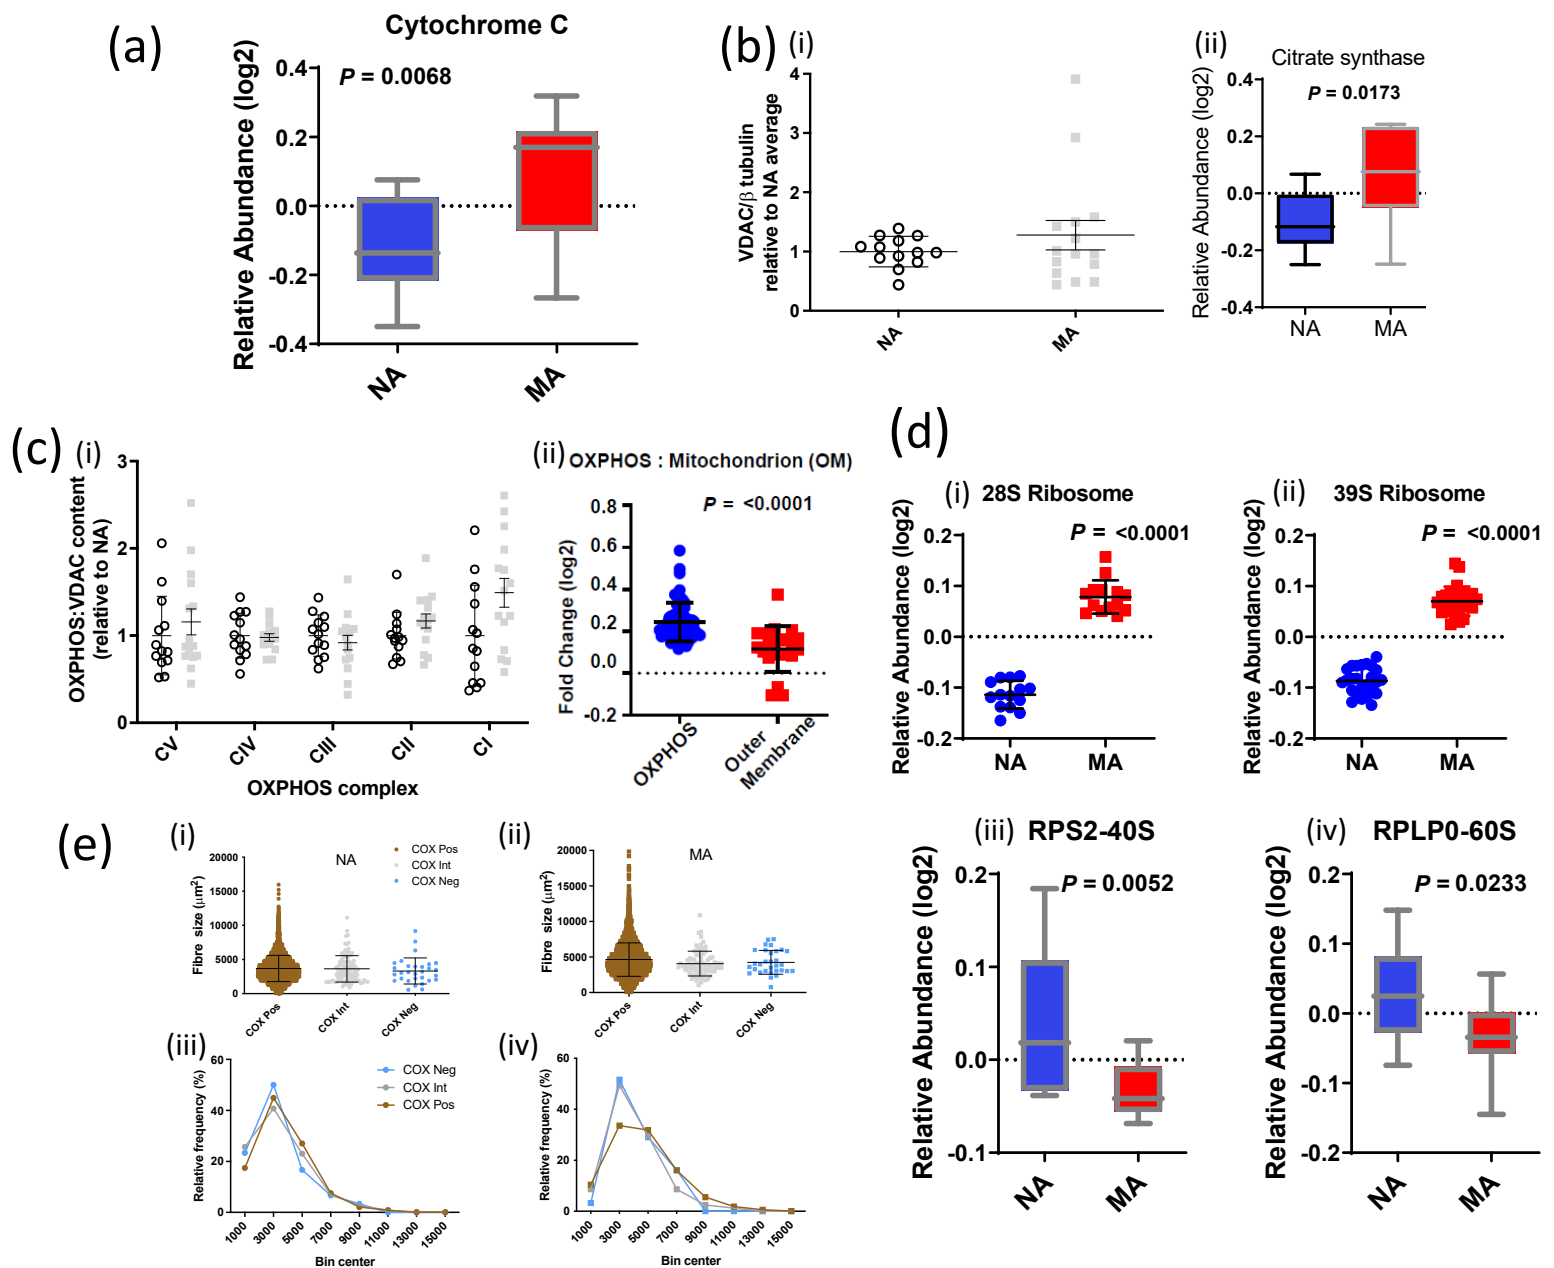 (a)
Cytochrome C
Relative Abundance (log2)
P = 0.0068
0.4
0.2
0.0
-0.2
-0.4
NA
MA
(b)
(i)
VDAC/β tubulin
relative to NA average
4
3
2
1
0
NA
MA
(ii)
Citrate synthase
P = 0.0173
Relative Abundance (log2)
0.4
0.2
0.0
-0.2
-0.4
NA
MA
(c)
(i)
OXPHOS:VDAC content
(relative to NA)
3
2
1
0
CV
CIV
CIII
CII
CI
OXPHOS complex
(ii)
OXPHOS : Mitochondrion (OM)
P = <0.0001
Fold Change (log2)
0.8
0.6
0.4
0.2
0.0
-0.2
OXPHOS
Outer
Membrane
(d)
(i)
28S Ribosome
P = <0.0001
Relative Abundance (log2)
0.2
0.1
0.0
-0.1
-0.2
NA
MA
(ii)
39S Ribosome
P = <0.0001
Relative Abundance (log2)
0.2
0.1
0.0
-0.1
-0.2
NA
MA
(iii)
RPS2-40S
P = 0.0052
Relative Abundance (log2)
0.2
0.1
0.0
-0.1
NA
MA
(iv)
RPLP0-60S
P = 0.0233
Relative Abundance (log2)
0.2
0.1
0.0
-0.1
-0.2
NA
MA
(e)
(i)
NA
COX Pos
COX Int
COX Neg
Fibre size (μm2)
20000
15000
10000
5000
0
COX Pos
COX Int
COX Neg
(ii)
MA
Fibre size (μm2)
20000
15000
10000
5000
0
COX Pos
COX Int
COX Neg
(iii)
COX Neg
COX Int
COX Pos
Relative frequency (%)
60
40
20
0
1000
3000
5000
7000
9000
11000
13000
15000
Bin center
(iv)
Relative frequency (%)
60
40
20
0
1000
3000
5000
7000
9000
11000
13000
15000
Bin center